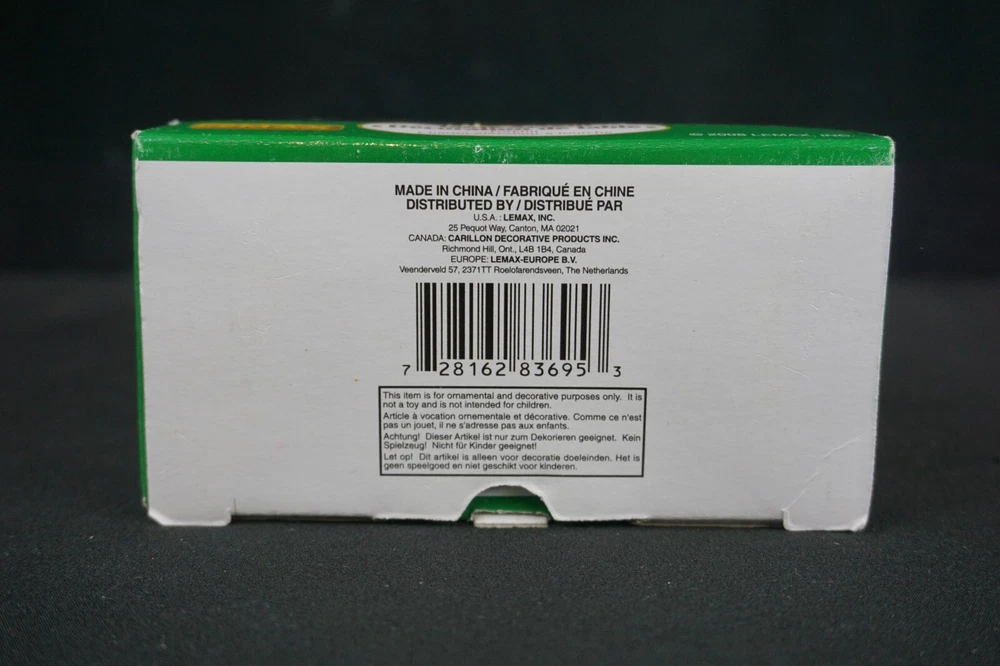 © 2008 LEMAX, INC.
MADE IN CHINA / FABRIQUÉ EN CHINE
DISTRIBUTED BY / DISTRIBUÉ PAR
U.S.A. : LEMAX, INC.
25 Pequot Way, Canton, MA 02021
CANADA: CARILLON DECORATIVE PRODUCTS INC.
Richmond Hill, Ont., L4B 1B4, Canada
EUROPE: LEMAX-EUROPE B.V.
Veenderveld 57, 2371TT Roelofarendsveen, The Netherlands
7 28162 83695 3
This item is for ornamental and decorative purposes only. It is
not a toy and is not intended for children.
Article à vocation ornementale et décorative. Comme ce n'est
pas un jouet, il ne s'adresse pas aux enfants.
Achtung! Dieser Artikel ist nur zum Dekorieren geeignet. Kein
Spielzeug! Nicht für Kinder geeignet!
Let op! Dit artikel is alleen voor decoratie doeleinden. Het is
geen speelgoed en niet geschikt voor kinderen.